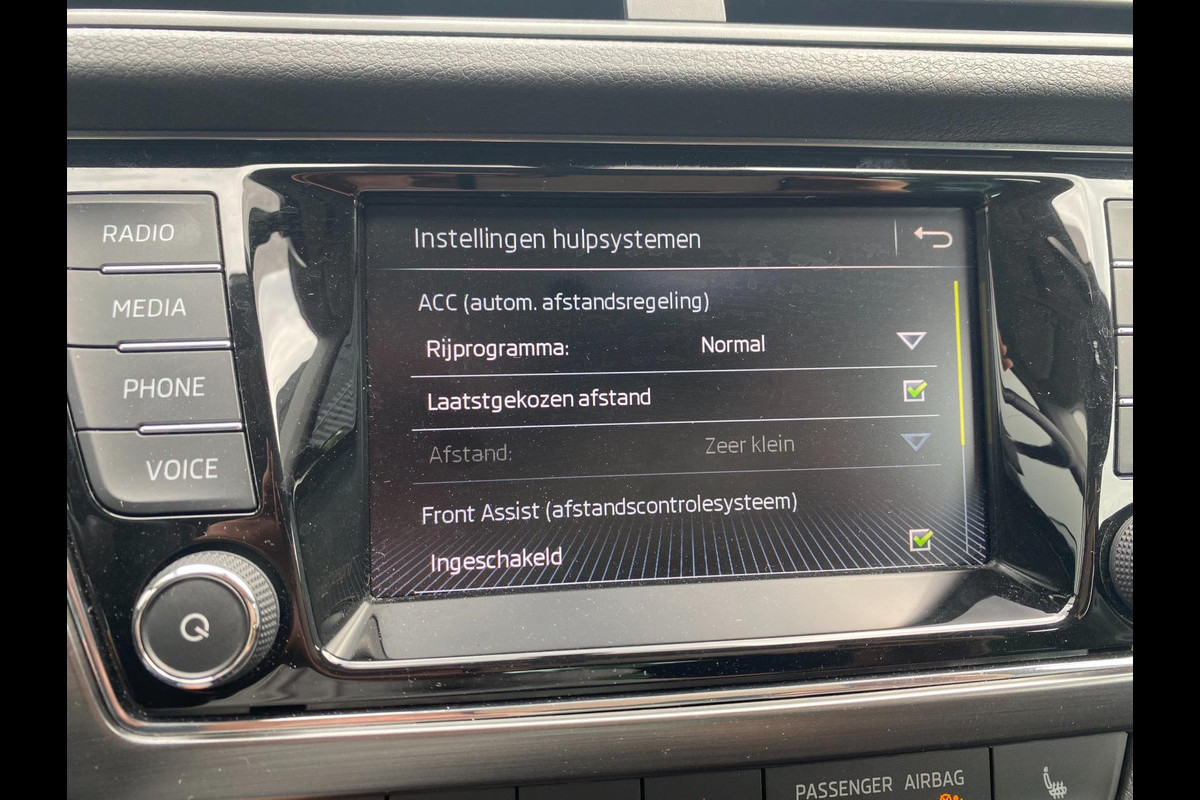 RADIO
MEDIA
PHONE
VOICE
Instellingen hulpsystemen
ACC (autom. afstandsregeling)
Rijprogramma: Normal
Laatstgekozen afstand
Afstand: Zeer klein
Front Assist (afstandscontrolesysteem)
Ingeschakeld
PASSENGER AIRBAG